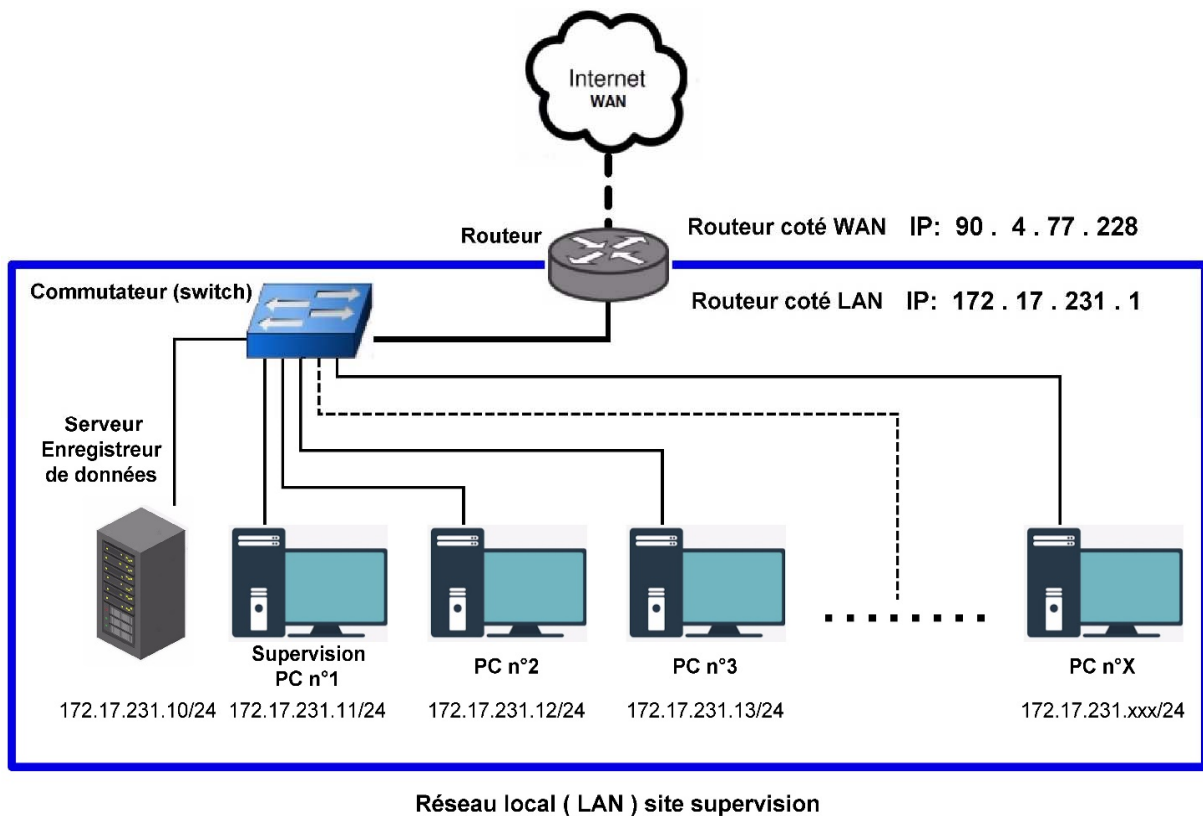 Internet
WAN
Routeur
Routeur coté WAN IP: 90 . 4 . 77 . 228
Commutateur (switch)
Routeur coté LAN IP: 172 . 17 . 231 . 1
Serveur
Enregistreur
de données
Supervision
PC n°1
PC n°2
PC n°3
PC n°X
172.17.231.10/24
172.17.231.11/24
172.17.231.12/24
172.17.231.13/24
172.17.231.xxx/24
Réseau local ( LAN ) site supervision